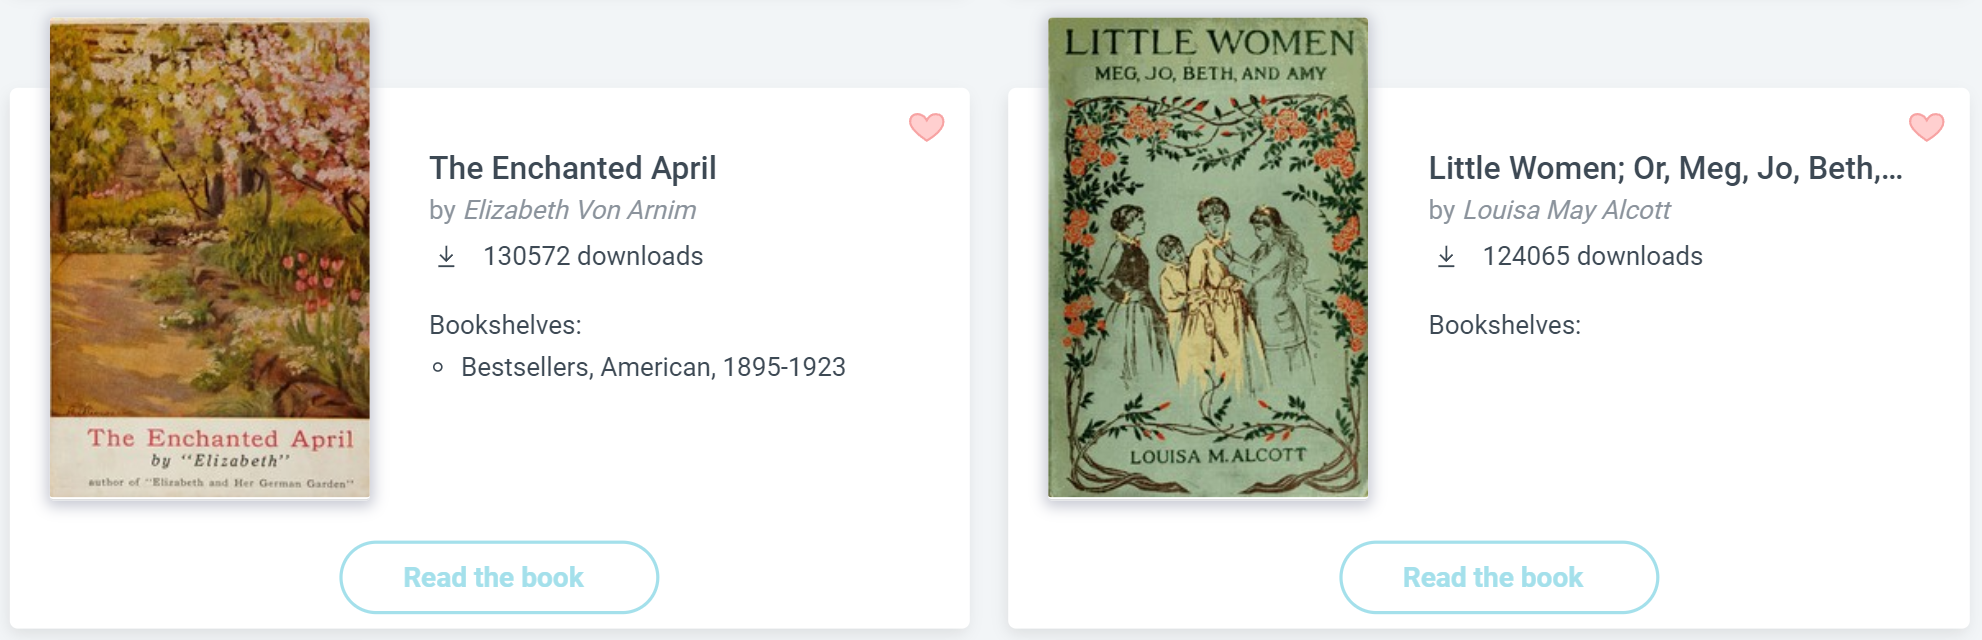 The Enchanted April
by "Elizabeth"
author of "Elizabeth and Her German Garden"
The Enchanted April
by Elizabeth Von Arnim
130572 downloads
Bookshelves:
Bestsellers, American, 1895-1923
Read the book
LITTLE WOMEN
MEG, JO, BETH, AND AMY
LOUISA M. ALCOTT
Little Women; Or, Meg, Jo, Beth,...
by Louisa May Alcott
124065 downloads
Bookshelves:
Read the book